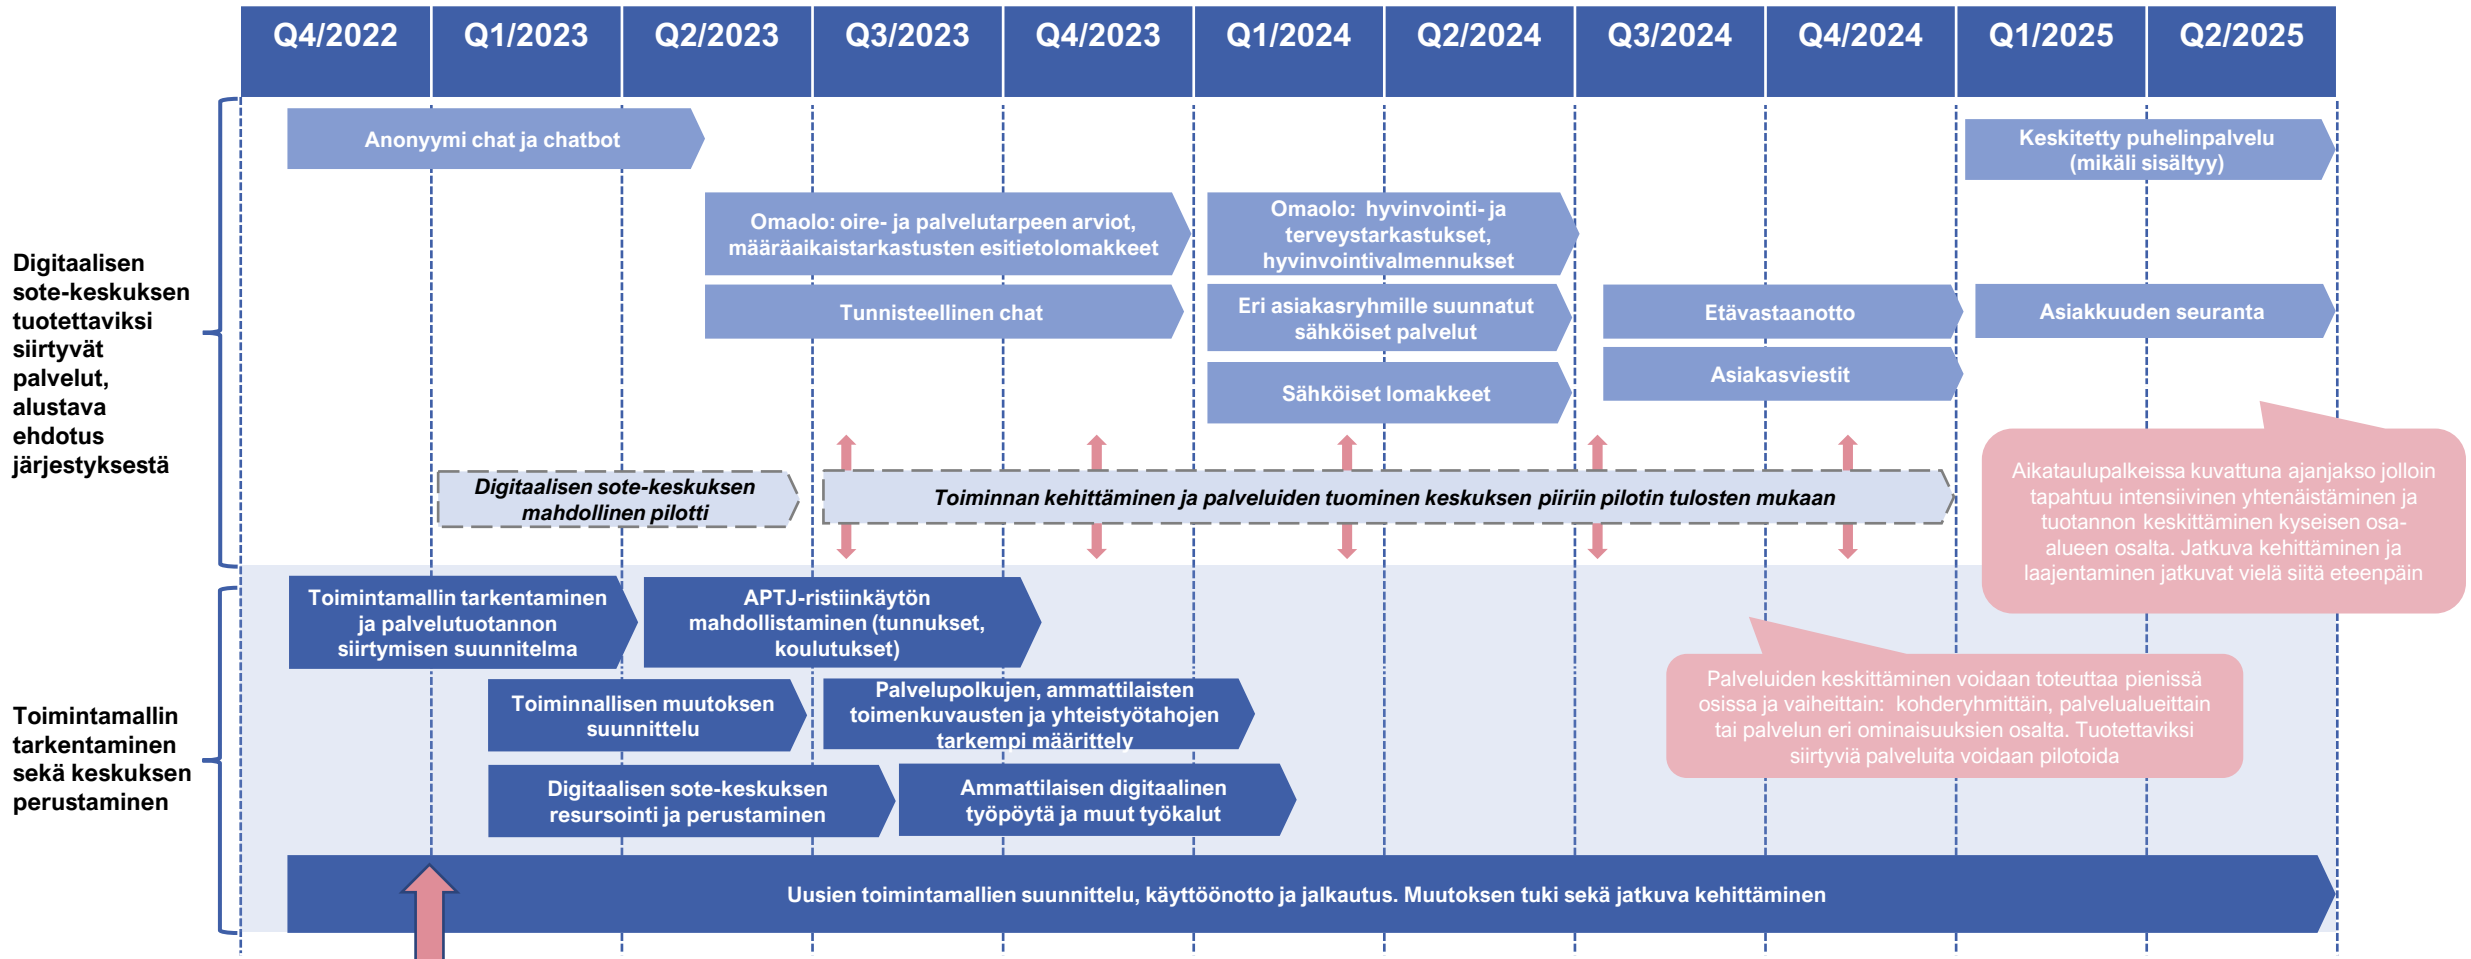 Q4/2022
Q1/2023
Q2/2023
Q3/2023
Q4/2023
Q1/2024
Q2/2024
Q3/2024
Q4/2024
Q1/2025
Q2/2025
Digitaalisen
sote-keskuksen
tuotettaviksi
siirtyvät
palvelut,
alustava
ehdotus
järjestyksestä
Anonyymi chat ja chatbot
Keskitetty puhelinpalvelu
(mikäli sisältyy)
Omaolo: oire- ja palvelutarpeen arviot,
määräaikaistarkastusten esitietolomakkeet
Omaolo:  hyvinvointi- ja
terveystarkastukset,
hyvinvointivalmennukset
Tunnisteellinen chat
Eri asiakasryhmille suunnatut
sähköiset palvelut
Etävastaanotto
Asiakkuuden seuranta
Sähköiset lomakkeet
Asiakasviestit
Digitaalisen sote-keskuksen
mahdollinen pilotti
Toiminnan kehittäminen ja palveluiden tuominen keskuksen piiriin pilotin tulosten mukaan
Aikataulupalkeissa kuvattuna ajanjakso jolloin
tapahtuu intensiivinen yhtenäistäminen ja
tuotannon keskittäminen kyseisen osa-
alueen osalta. Jatkuva kehittäminen ja
laajentaminen jatkuvat vielä siitä eteenpäin
Toimintamallin
tarkentaminen
sekä keskuksen
perustaminen
Toimintamallin tarkentaminen
ja palvelutuotannon
siirtymisen suunnitelma
APTJ-ristiinkäytön
mahdollistaminen (tunnukset,
koulutukset)
Toiminnallisen muutoksen
suunnittelu
Palvelupolkujen, ammattilaisten
toimenkuvausten ja yhteistyötahojen
tarkempi määrittely
Palveluiden keskittäminen voidaan toteuttaa pienissä
osissa ja vaiheittain:  kohderyhmittäin, palvelualueittain
tai palvelun eri ominaisuuksien osalta. Tuotettaviksi
siirtyviä palveluita voidaan pilotoida
Digitaalisen sote-keskuksen
resursointi ja perustaminen
Ammattilaisen digitaalinen
työpöytä ja muut työkalut
Uusien toimintamallien suunnittelu, käyttöönotto ja jalkautus. Muutoksen tuki sekä jatkuva kehittäminen